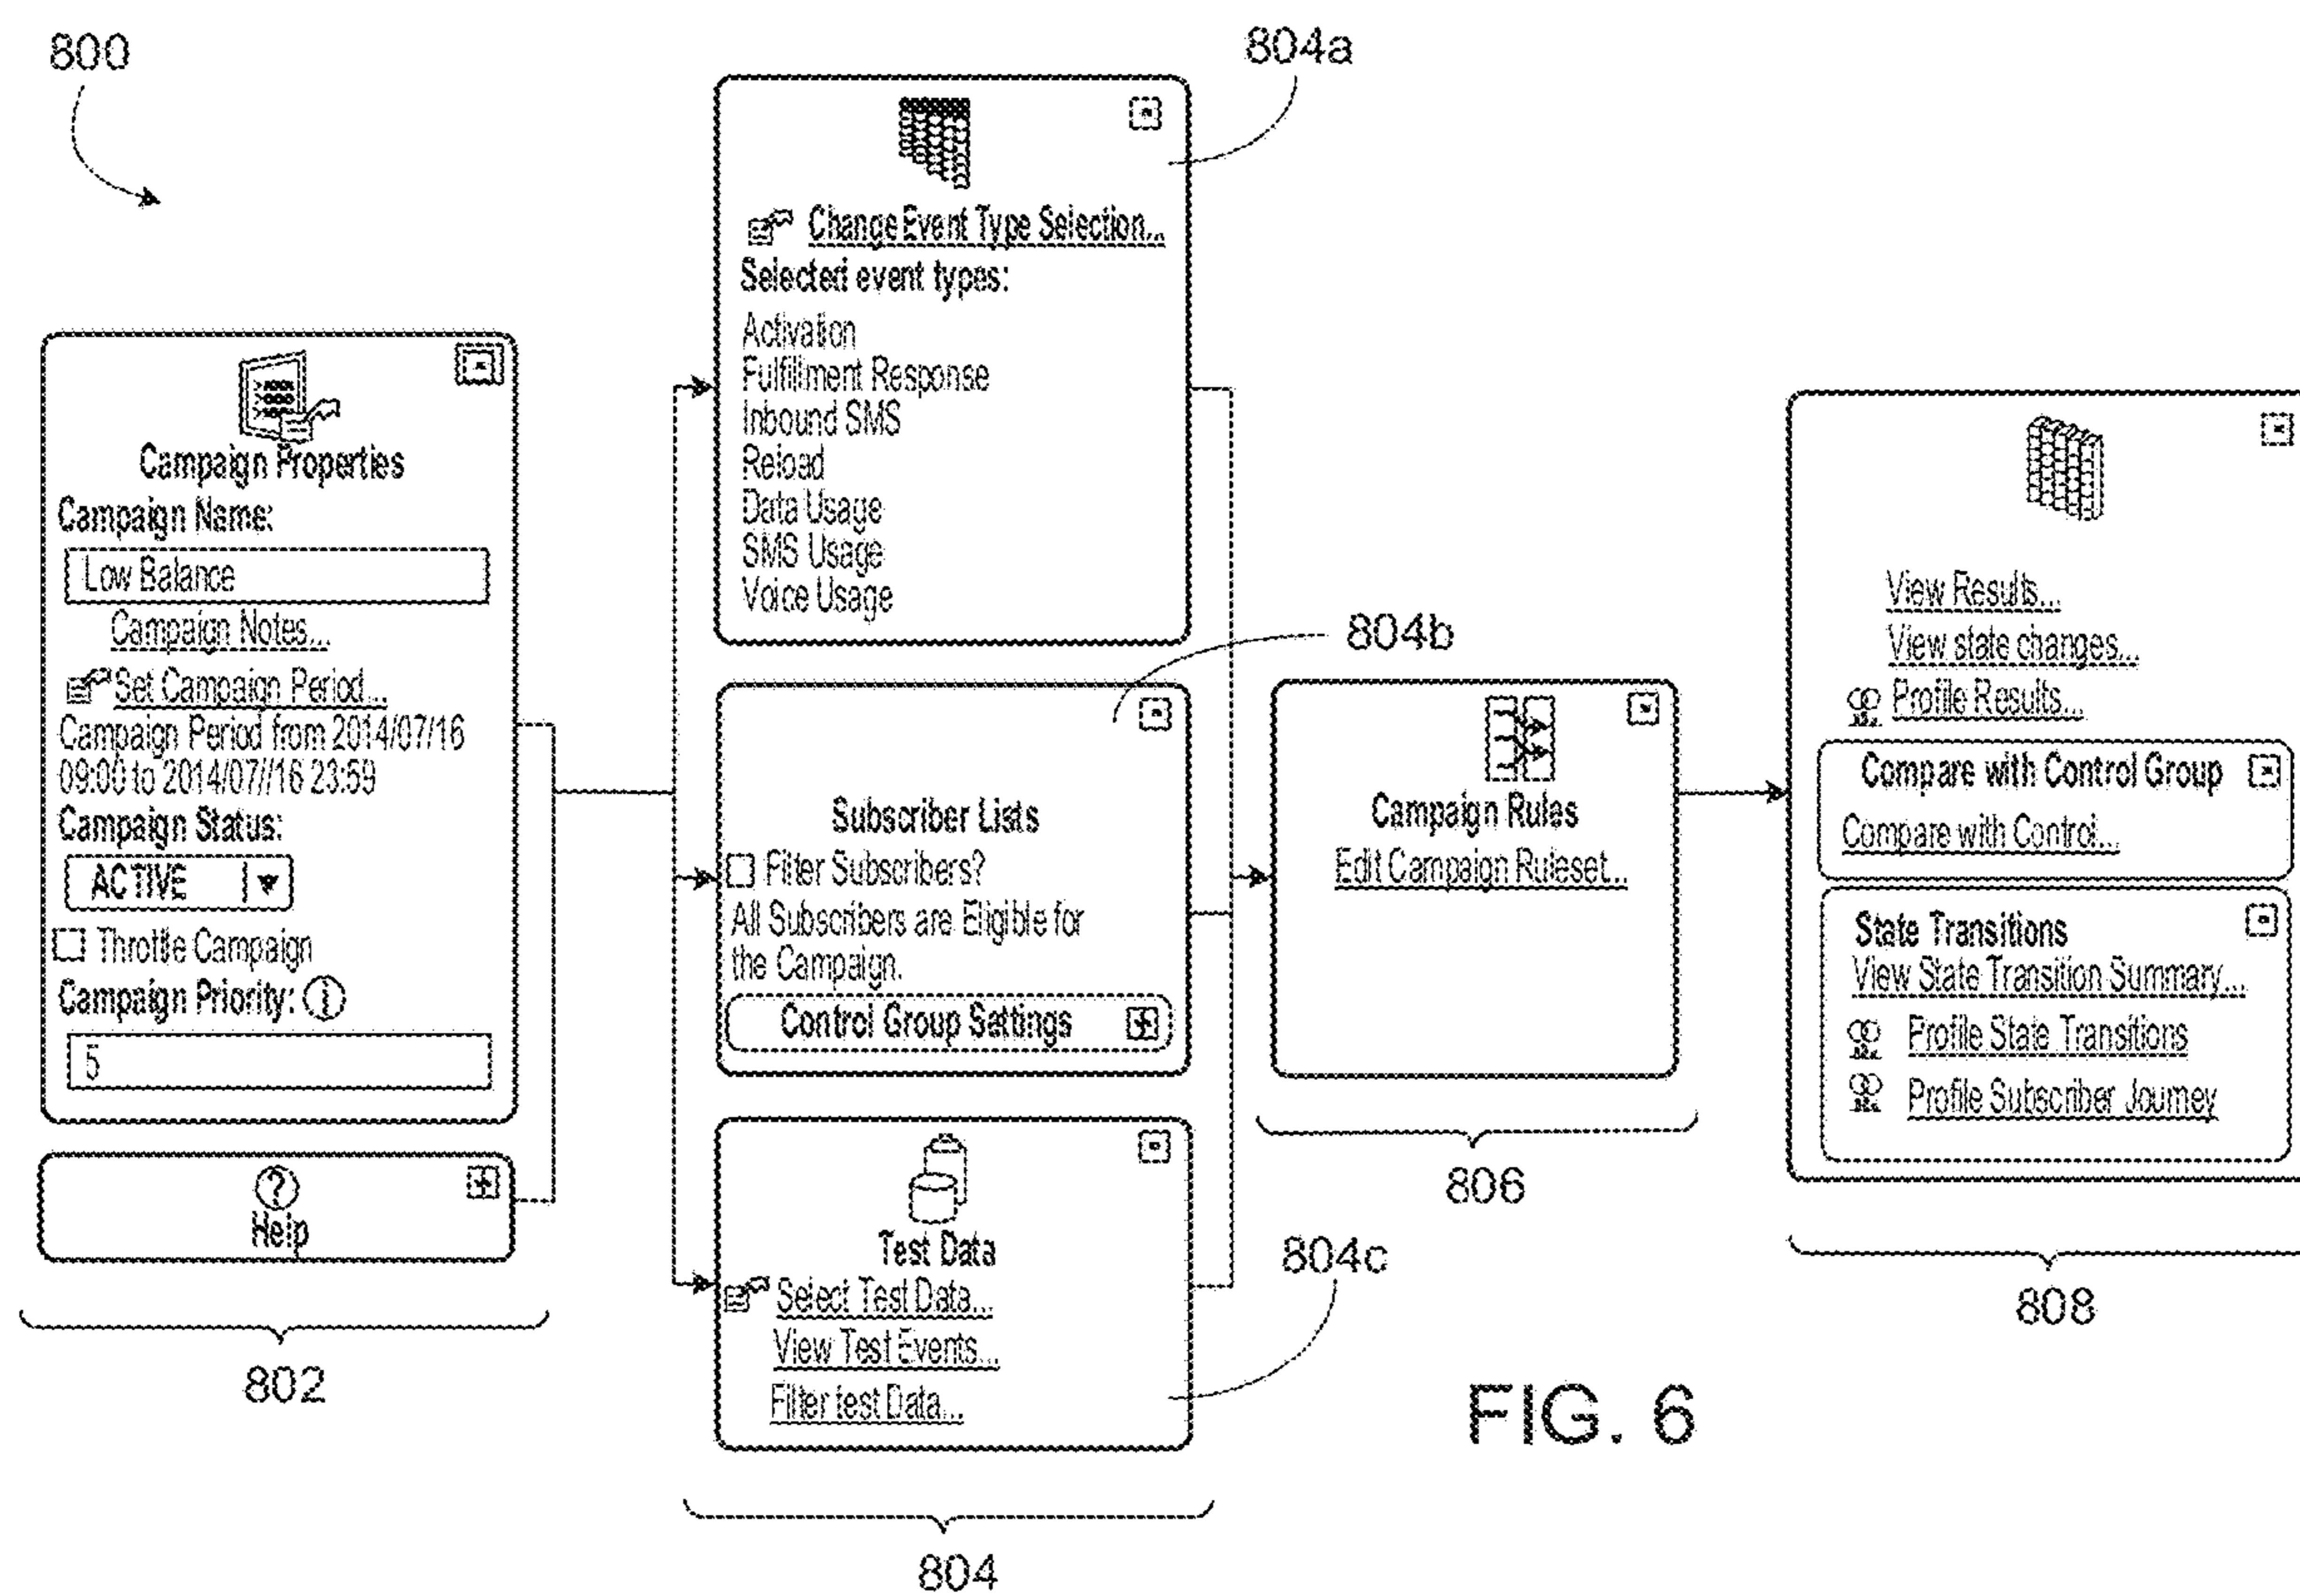 800
804a
Change Event Type Selection...
Selected event types:
Activation
Fulfillment Response
Inbound SMS
Reload
Data Usage
SMS Usage
Voice Usage
Campaign Properties
Campaign Name:
Low Balance
Campaign Notes...
Set Campaign Period...
Campaign Period from 2014/07/16
09:00 to 2014/07//16 23:59
Campaign Status:
ACTIVE
Throttle Campaign
Campaign Priority: i
5
? 
Help
802
804b
Subscriber Lists
Filter Subscribers?
All Subscribers are Eligible for
the Campaign.
Control Group Settings
Test Data
Select Test Data...
View Test Events...
Filter test Data...
804c
804
Campaign Rules
Edit Campaign Ruleset...
806
View Results...
View state changes...
Profile Results...
Compare with Control Group
Compare with Control...
State Transitions
View State Transition Summary...
Profile State Transitions
Profile Subscriber Journey
808
FIG. 6